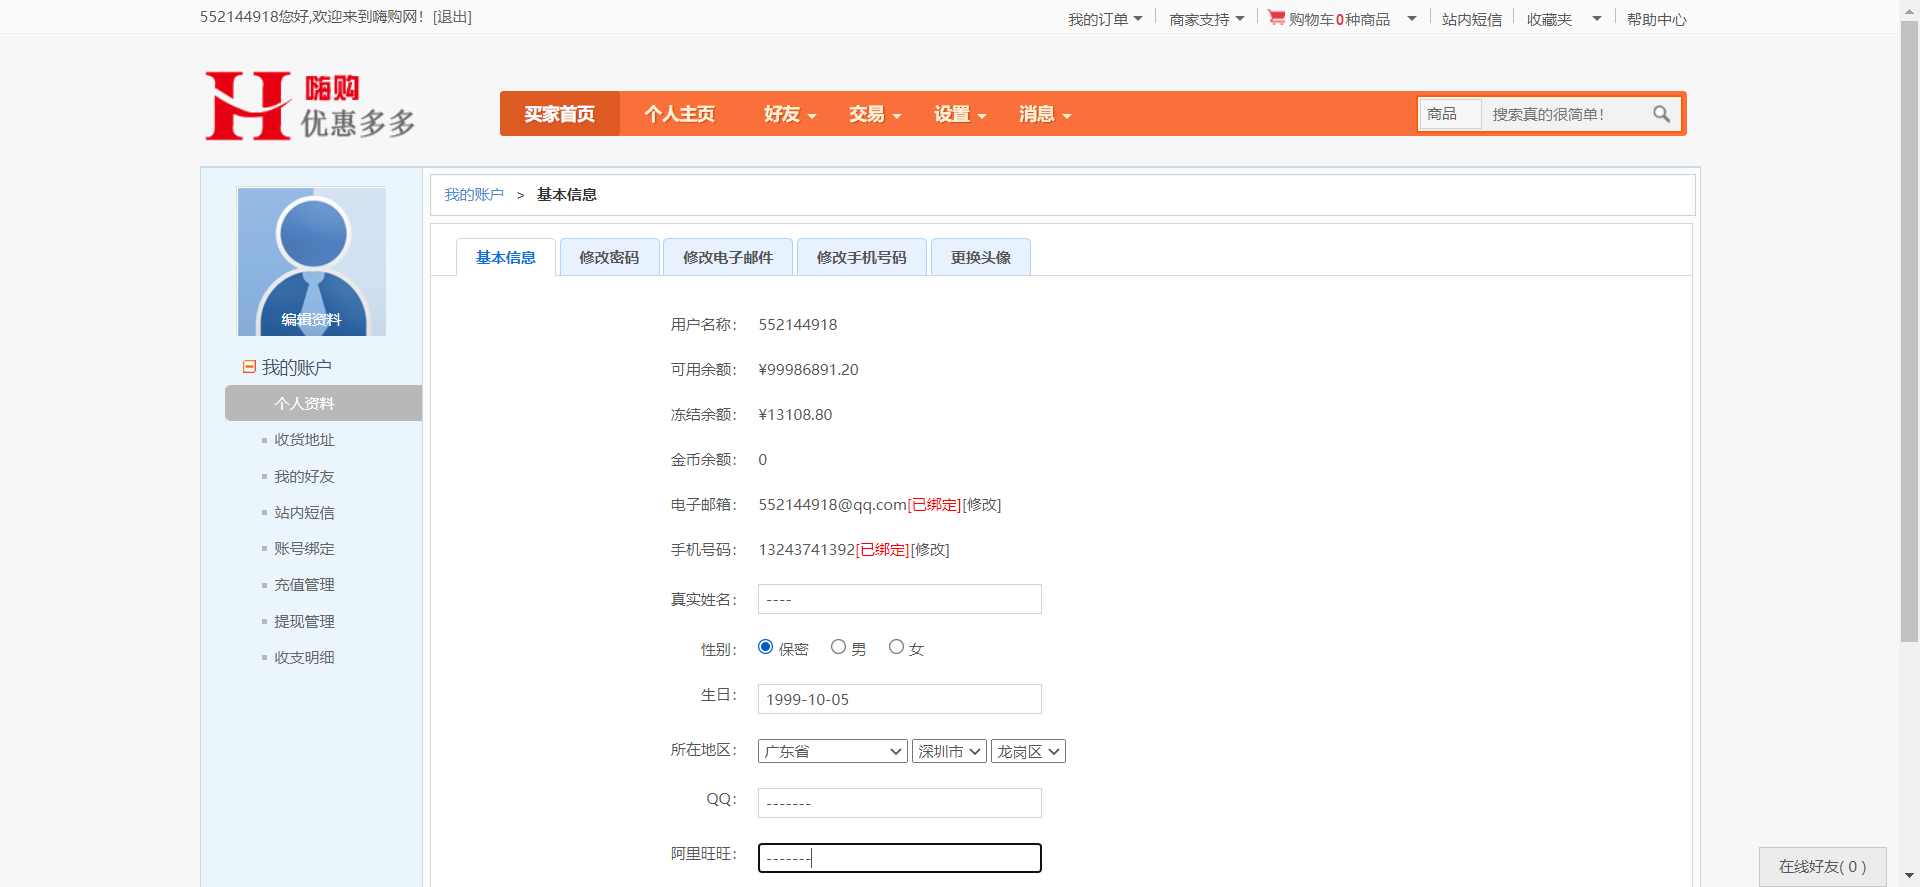 552144918您好,欢迎来到嗨购网！[退出]
我的订单 商家支持 购物车0种商品 站内短信 收藏夹 帮助中心
嗨购
优惠多多
买家首页 个人主页 好友 交易 设置 消息 商品 搜索真的很简单！
编辑资料
我的账户
个人资料
收货地址
我的好友
站内短信
账号绑定
充值管理
提现管理
收支明细
我的账户 > 基本信息
基本信息 修改密码 修改电子邮件 修改手机号码 更换头像
用户名称： 552144918
可用余额： ¥99986891.20
冻结余额： ¥13108.80
金币余额： 0
电子邮箱： 552144918@qq.com[已绑定][修改]
手机号码： 13243741392[已绑定][修改]
真实姓名： ----
性别： 保密 男 女
生日： 1999-10-05
所在地区： 广东省 深圳市 龙岗区
QQ： -------
阿里旺旺： -------
在线好友( 0 )